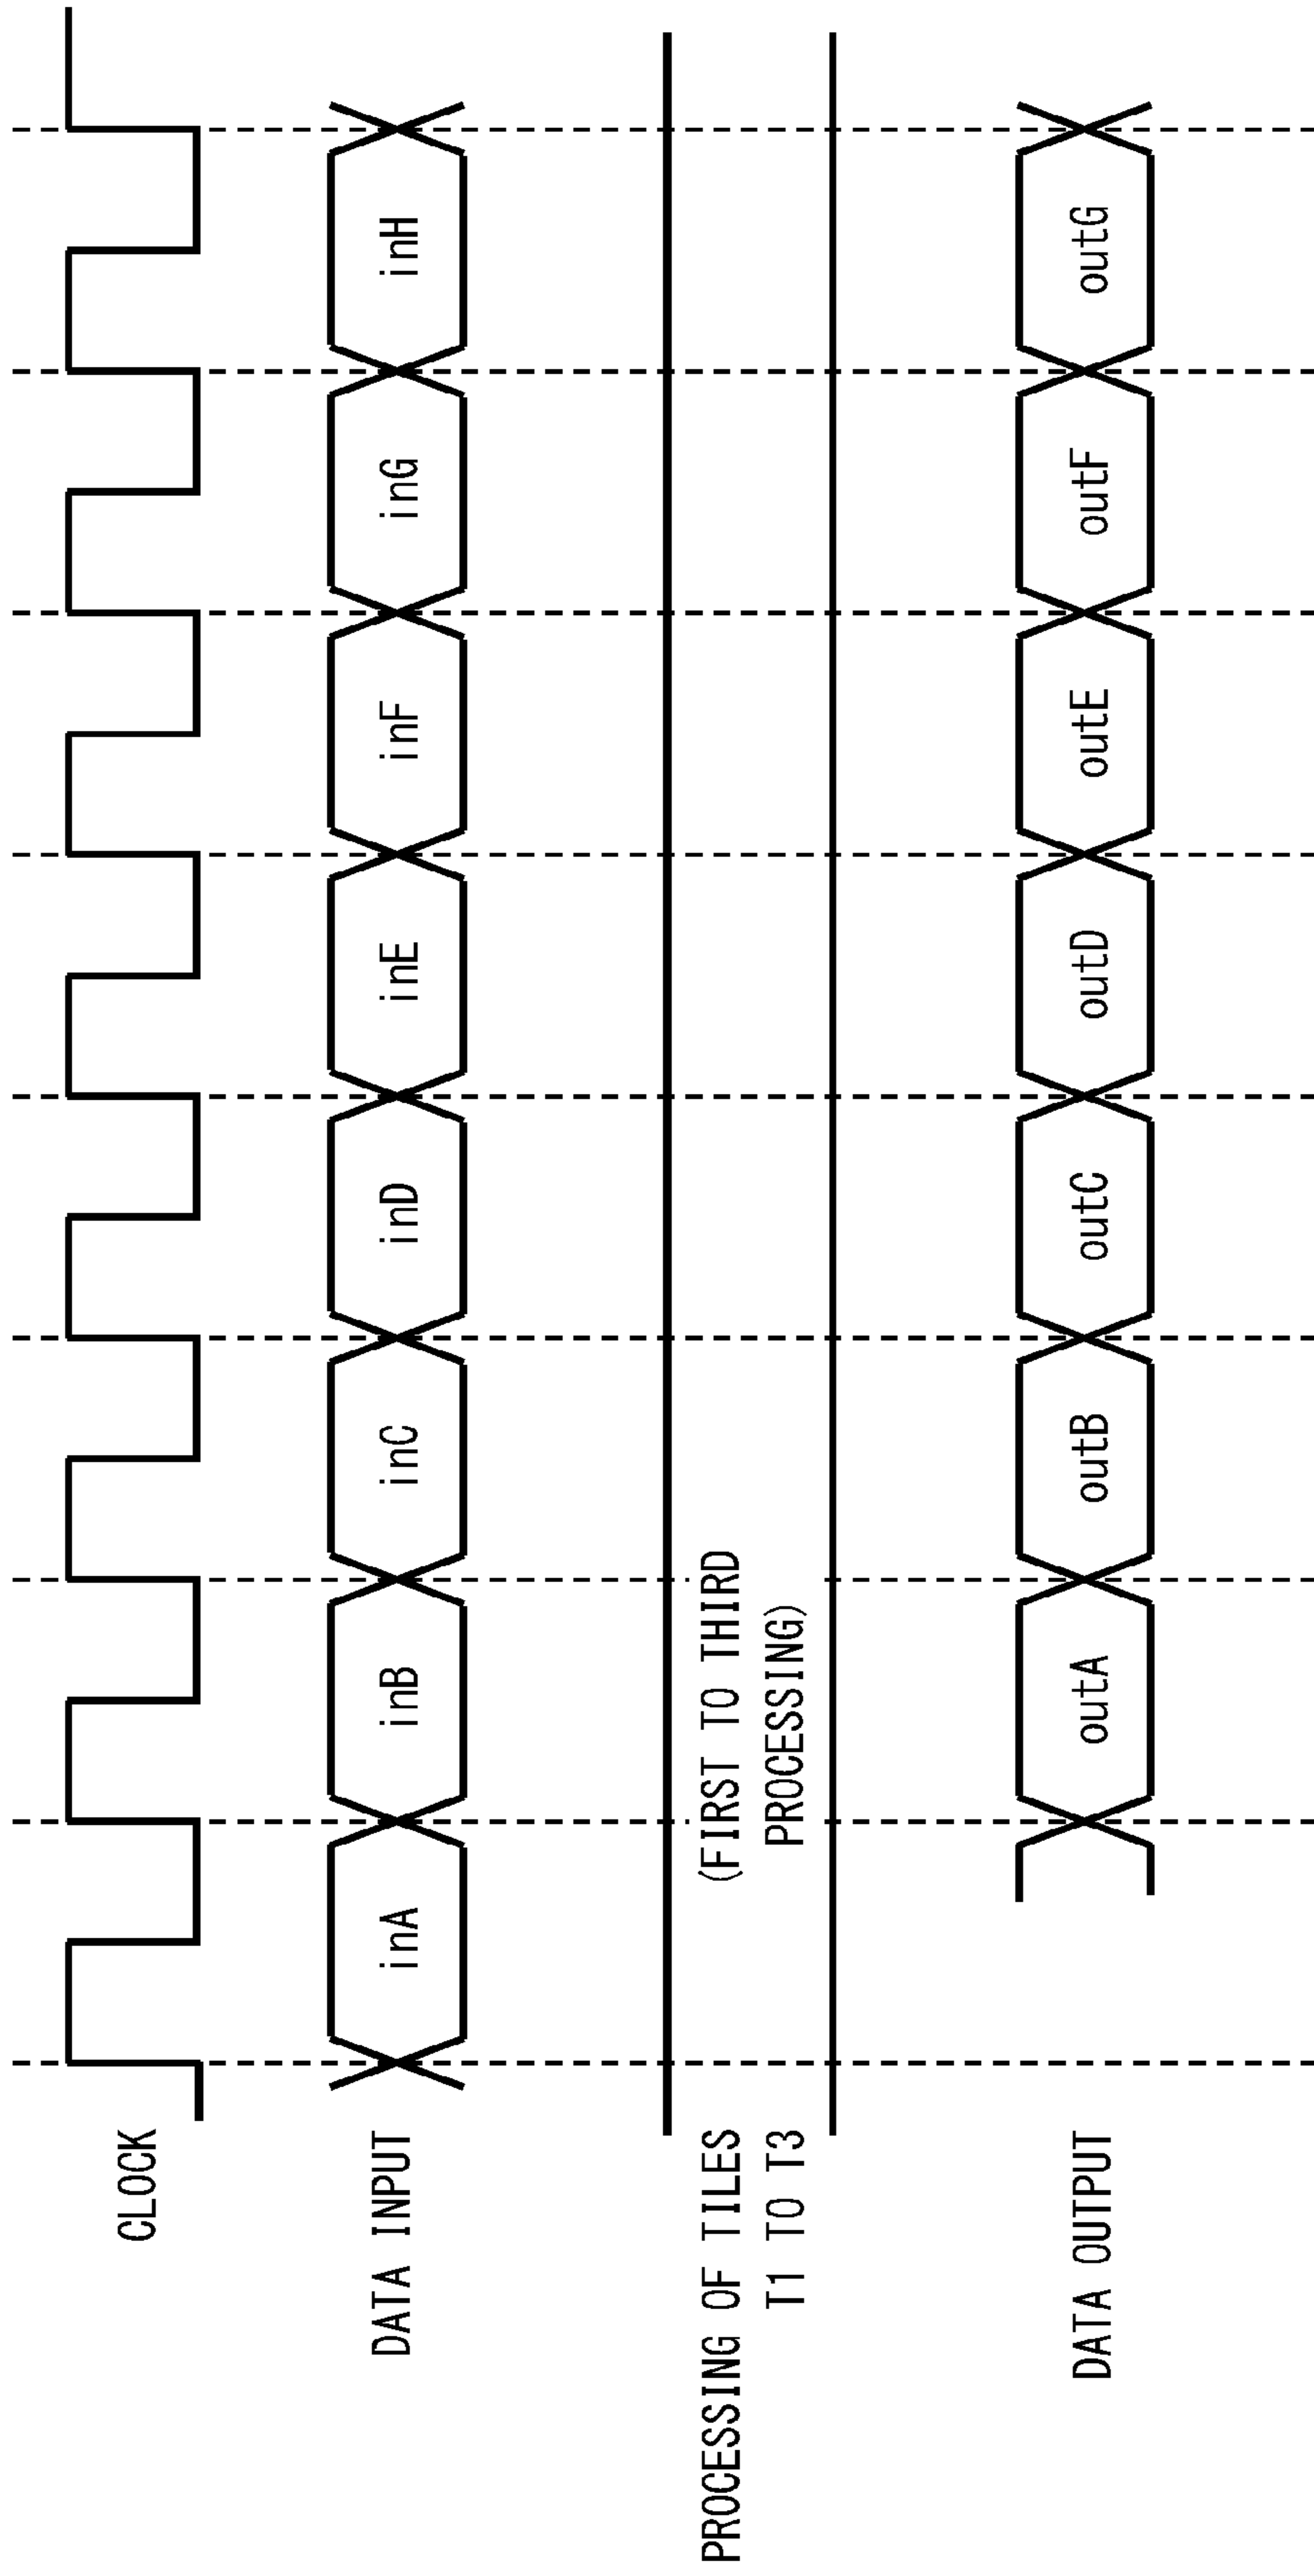 CLOCK
DATA INPUT
inA
inB
inC
inD
inE
inF
inG
inH
PROCESSING OF TILES
T1 TO T3
(FIRST TO THIRD
PROCESSING)
DATA OUTPUT
outA
outB
outC
outD
outE
outF
outG